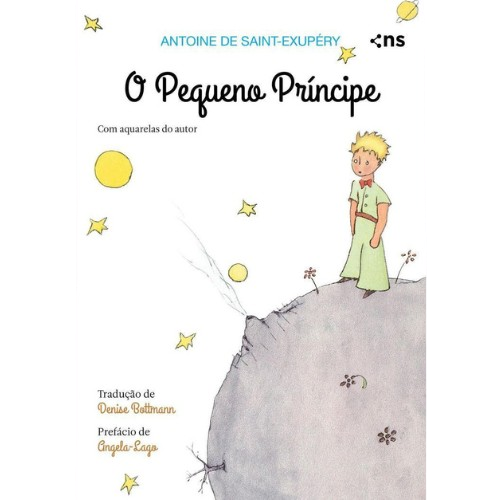 ANTOINE DE SAINT-EXUPÉRY
ns
O Pequeno Príncipe
Com aquarelas do autor
Tradução de
Denise Bottmann
Prefácio de
Angela-Lago